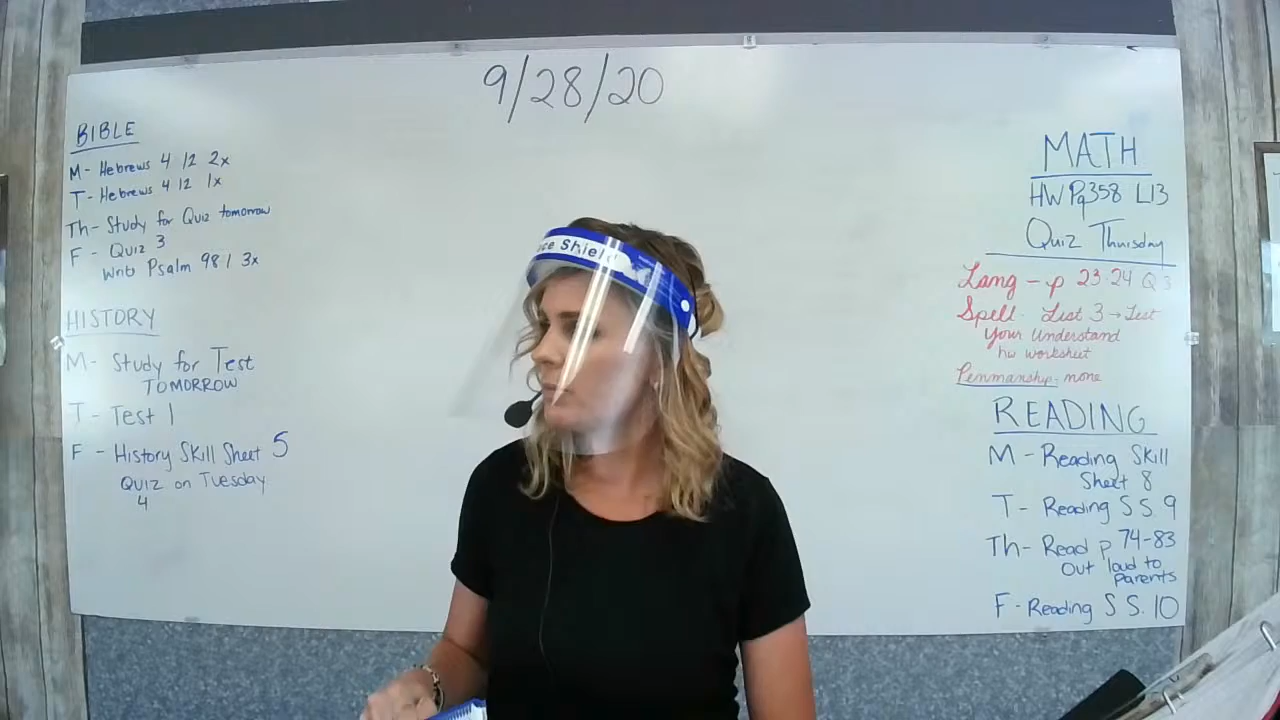 9/28/20
BIBLE
M- Hebrews 4 12 2x
T- Hebrews 4 12 1x
Th- Study for Quiz tomorrow
F - Quiz 3
Write Psalm 98 1 3x
HISTORY
M- Study for Test
TOMORROW
T - Test 1
F - History Skill Sheet 5
QUIZ on Tuesday
4
ce Shield
MATH
HW Pg358 L13
Quiz Thursday
Lang - p 23-24 Q 3
Spell. List 3 → Test
Your Understand
hw worksheet
Penmanship- none
READING
M - Reading Skill
Sheet 8
T - Reading S S. 9
Th- Read p 74-83
Out loud to
Parents
F - Reading S S. 10